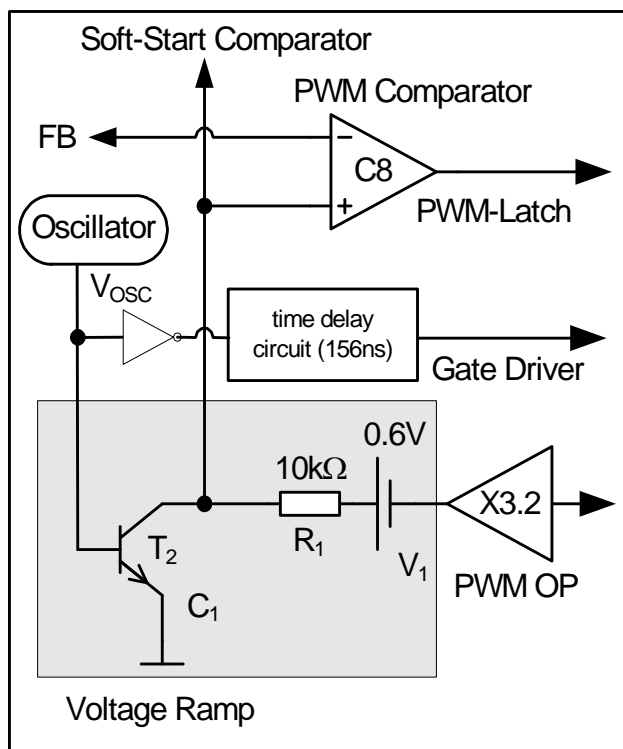 Soft-Start Comparator
PWM Comparator
FB
C8
PWM-Latch
Oscillator
VOSC
time delay
circuit (156ns)
Gate Driver
0.6V
10kΩ
X3.2
R1
V1
PWM OP
T2
C1
Voltage Ramp